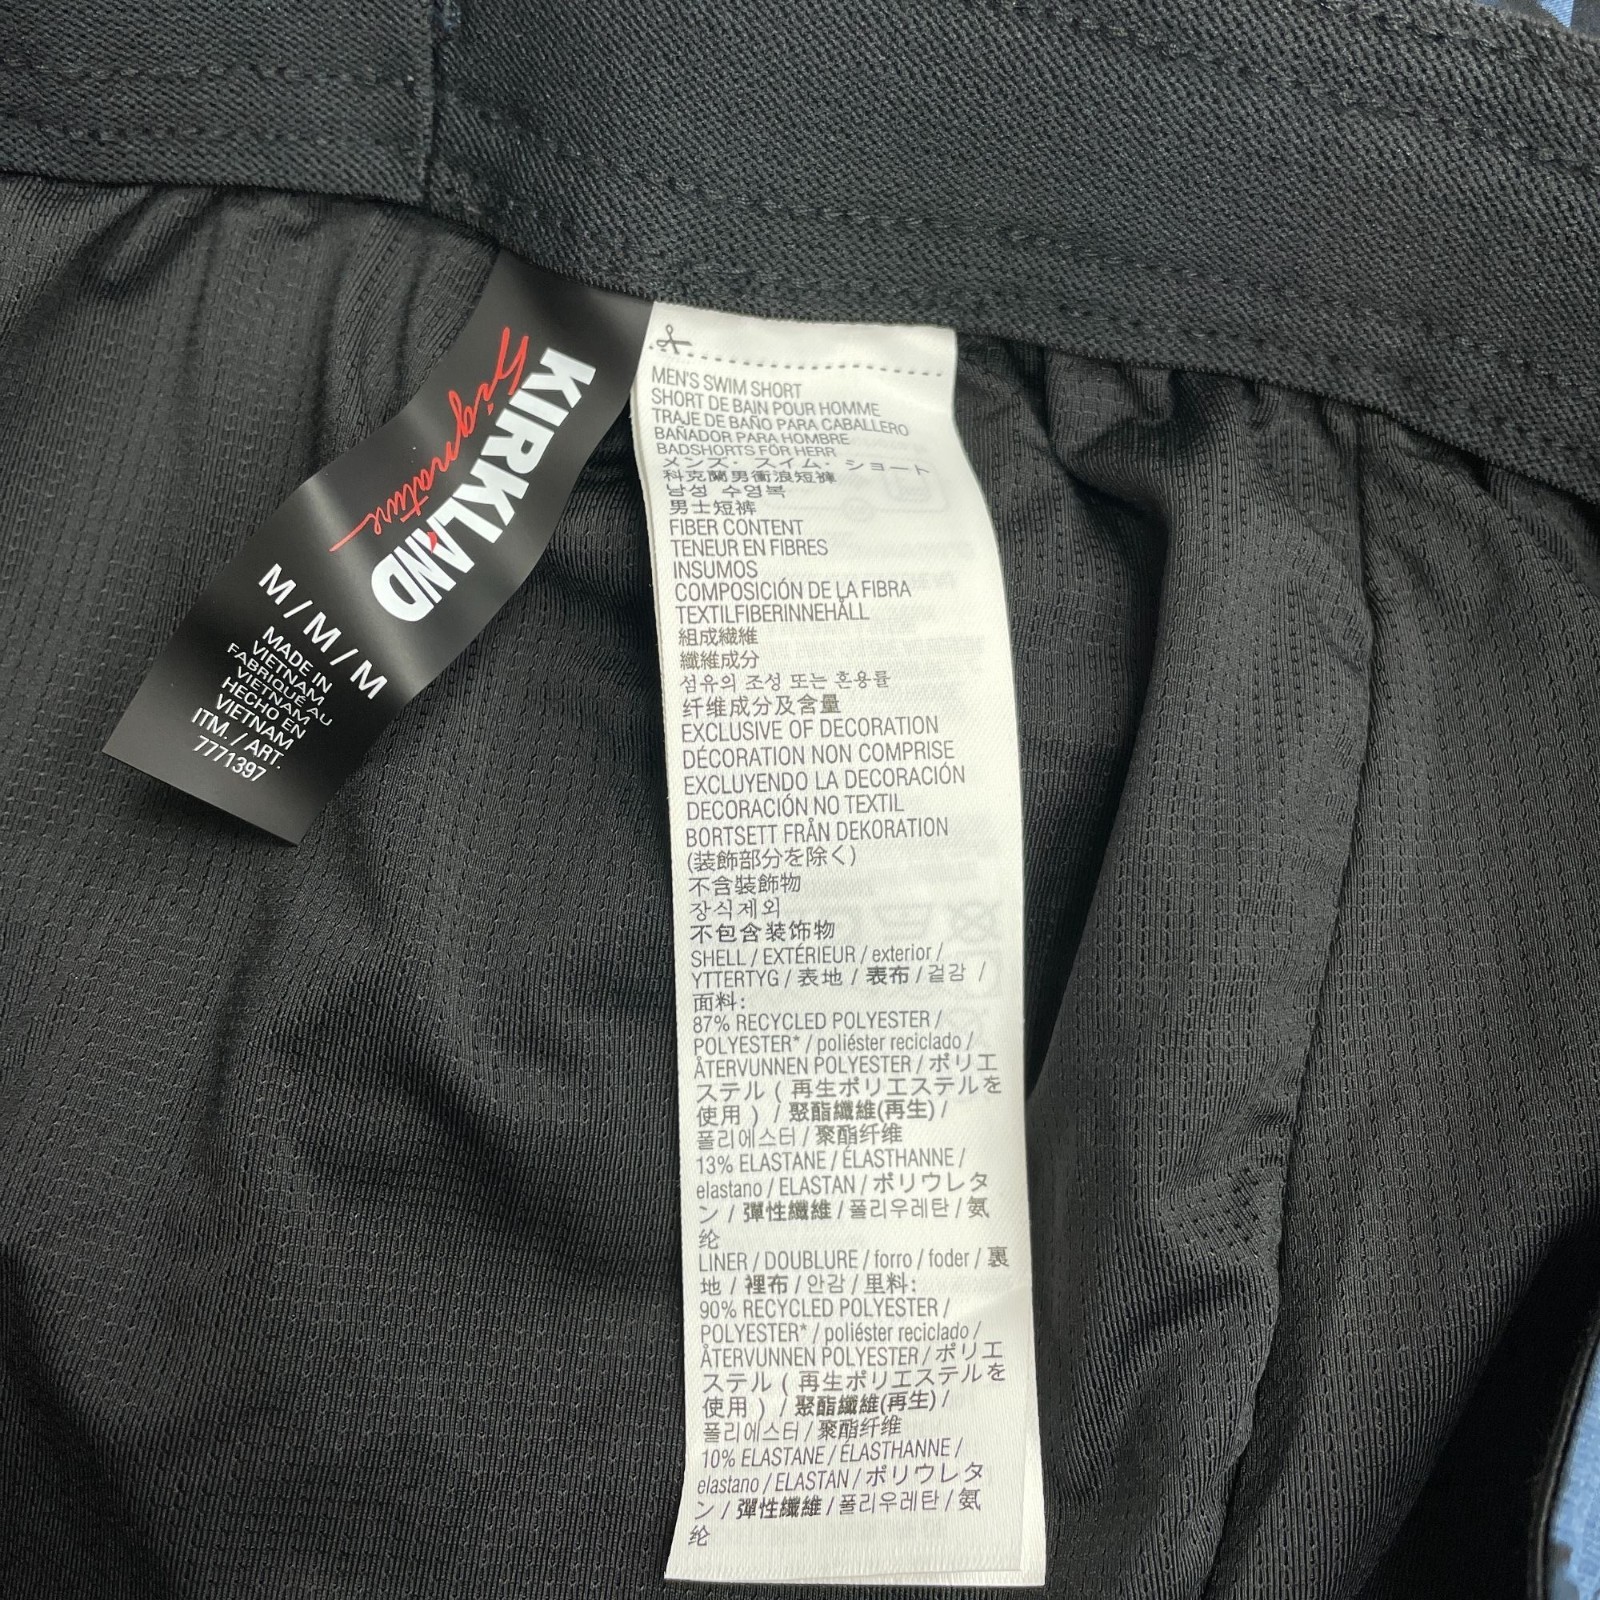 KIRKLAND
Signature
M / M / M
MADE IN
VIETNAM
FABRIQUÉ AU
VIETNAM
HECHO EN
VIETNAM
ITM. / ART.
7771397
MEN'S SWIM SHORT
SHORT DE BAIN POUR HOMME
TRAJE DE BAÑO PARA CABALLERO
BAÑADOR PARA HOMBRE
BADSHORTS FÖR HERR
メンズ・スイム・ショート
科克蘭男衝浪短褲
남성 수영복
男士短裤
FIBER CONTENT
TENEUR EN FIBRES
INSUMOS
COMPOSICIÓN DE LA FIBRA
TEXTILFIBERINNEHÅLL
組成繊維
纖維成分
섬유의 조성 또는 혼용률
纤维成分及含量
EXCLUSIVE OF DECORATION
DÉCORATION NON COMPRISE
EXCLUYENDO LA DECORACIÓN
DECORACIÓN NO TEXTIL
BORTSETT FRÅN DEKORATION
(装飾部分を除く)
不含裝飾物
장식제외
不包含装饰物
SHELL / EXTÉRIEUR / exterior /
YTTERTYG / 表地 / 表布 / 겉감 /
面料:
87% RECYCLED POLYESTER /
POLYESTER* / poliéster reciclado /
ÅTERVUNNEN POLYESTER / ポリエ
ステル ( 再生ポリエステルを
使用 ) / 聚酯纖維(再生) /
폴리에스터 / 聚酯纤维
13% ELASTANE / ÉLASTHANNE /
elastano / ELASTAN / ポリウレタ
ン / 彈性纖維 / 폴리우레탄 / 氨
纶
LINER / DOUBLURE / forro / foder / 裏
地 / 裡布 / 안감 / 里料:
90% RECYCLED POLYESTER /
POLYESTER* / poliéster reciclado /
ÅTERVUNNEN POLYESTER / ポリエ
ステル ( 再生ポリエステルを
使用 ) / 聚酯纖維(再生) /
폴리에스터 / 聚酯纤维
10% ELASTANE / ÉLASTHANNE /
elastano / ELASTAN / ポリウレタ
ン / 彈性纖維 / 폴리우레탄 / 氨
纶